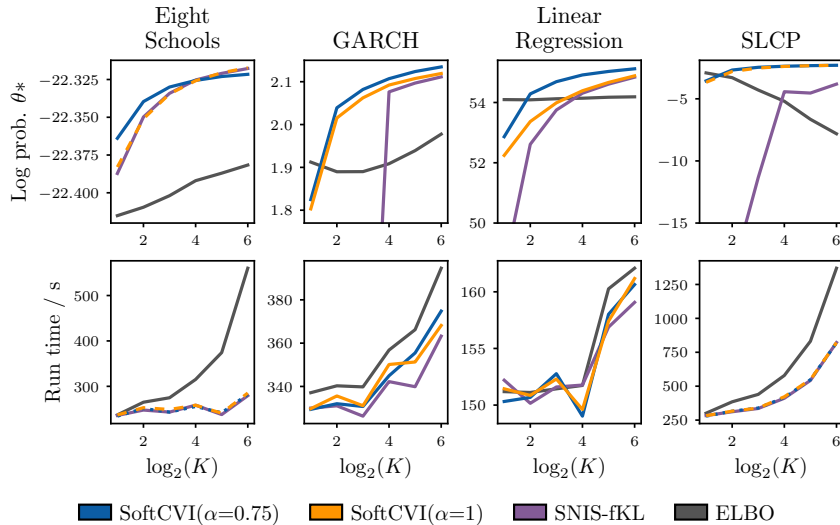 Eight
Schools
GARCH
Linear
Regression
SLCP
Log prob. θ*
−22.325
−22.350
−22.375
−22.400
2.1
2.0
1.9
1.8
54
52
50
−5
−10
−15
2 4 6
2 4 6
2 4 6
2 4 6
Run time / s
500
400
300
380
360
340
160
155
150
1250
1000
750
500
250
2 4 6
2 4 6
2 4 6
2 4 6
log₂(K)
log₂(K)
log₂(K)
log₂(K)
SoftCVI(α=0.75) SoftCVI(α=1) SNIS-fKL ELBO